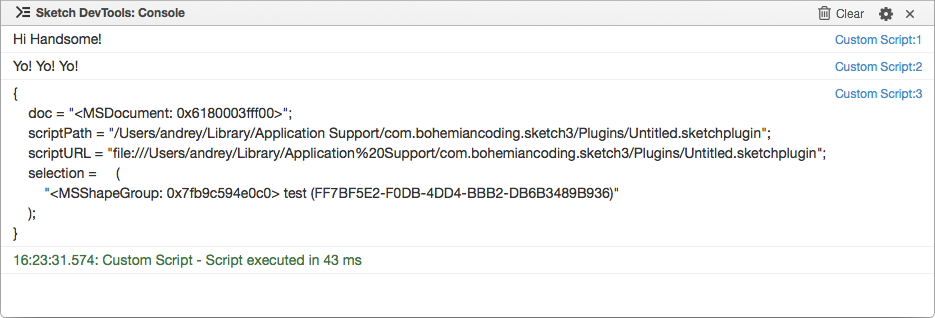 Sketch DevTools: Console Clear
Hi Handsome! Custom Script:1
Yo! Yo! Yo! Custom Script:2
{ Custom Script:3
doc = "<MSDocument: 0x6180003fff00>";
scriptPath = "/Users/andrey/Library/Application Support/com.bohemiancoding.sketch3/Plugins/Untitled.sketchplugin";
scriptURL = "file:///Users/andrey/Library/Application%20Support/com.bohemiancoding.sketch3/Plugins/Untitled.sketchplugin";
selection = (
"<MSShapeGroup: 0x7fb9c594e0c0> test (FF7BF5E2-F0DB-4DD4-BBB2-DB6B3489B936)"
);
}
16:23:31.574: Custom Script - Script executed in 43 ms